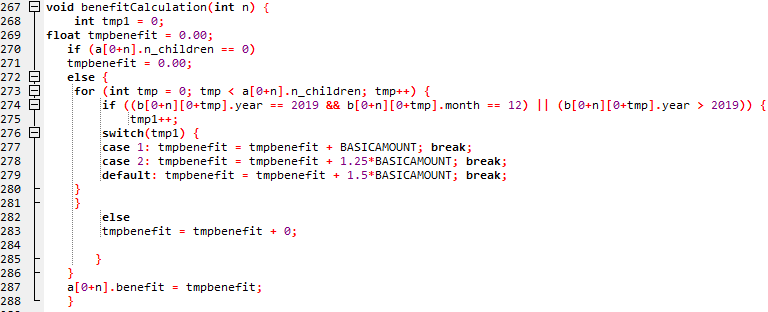 267 void benefitCalculation(int n) {
268 int tmp1 = 0;
269 float tmpbenefit = 0.00;
270 if (a[0+n].n_children == 0)
271 tmpbenefit = 0.00;
272 else {
273 for (int tmp = 0; tmp < a[0+n].n_children; tmp++) {
274 if ((b[0+n][0+tmp].year == 2019 && b[0+n][0+tmp].month == 12) || (b[0+n][0+tmp].year > 2019)) {
275 tmp1++;
276 switch(tmp1) {
277 case 1: tmpbenefit = tmpbenefit + BASICAMOUNT; break;
278 case 2: tmpbenefit = tmpbenefit + 1.25*BASICAMOUNT; break;
279 default: tmpbenefit = tmpbenefit + 1.5*BASICAMOUNT; break;
280 }
281 }
282 else
283 tmpbenefit = tmpbenefit + 0;
284
285 }
286 }
287 a[0+n].benefit = tmpbenefit;
288 }